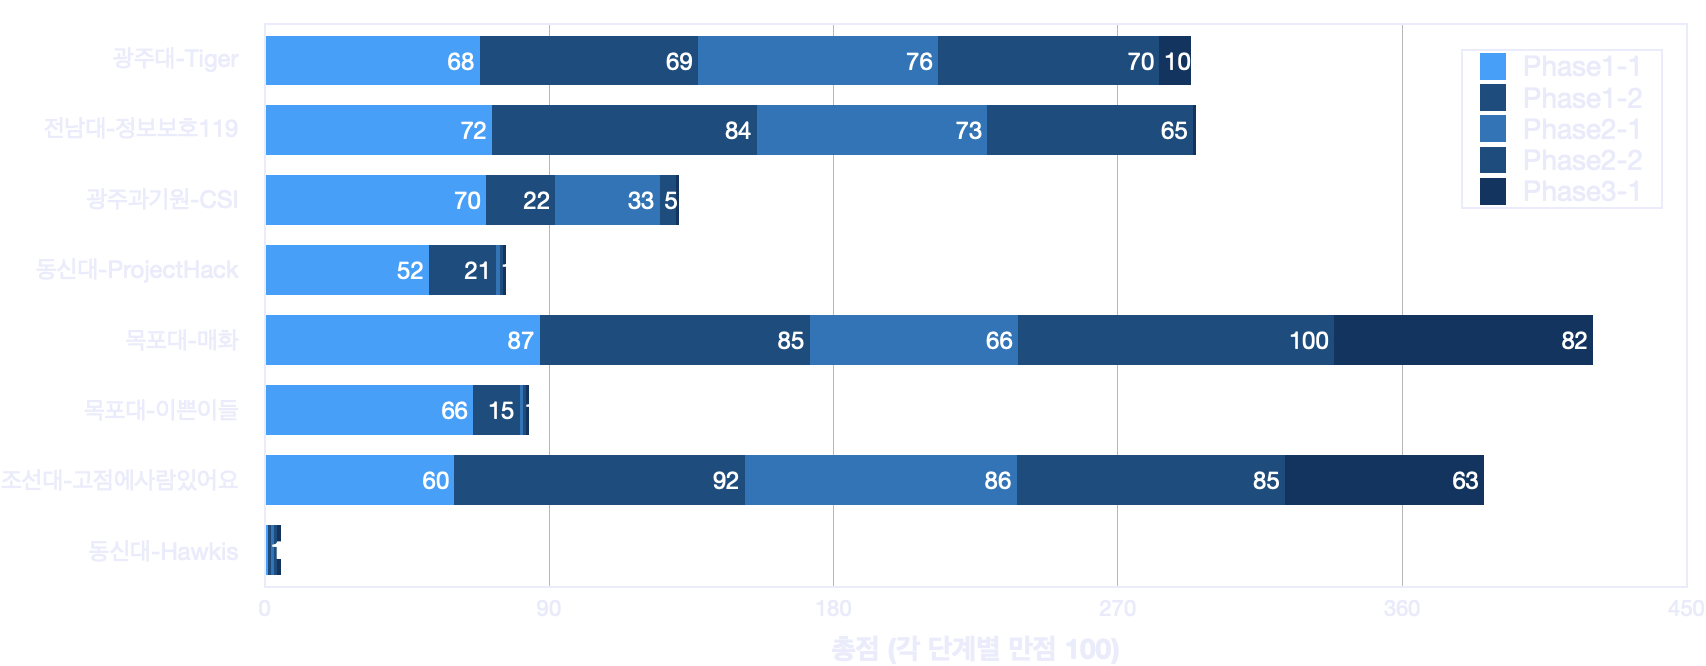 광주대-Tiger 68 69 76 70 10
전남대-정보보호119 72 84 73 65
광주과기원-CSI 70 22 33 5
동신대-ProjectHack 52 21
목포대-매화 87 85 66 100 82
목포대-이쁜이들 66 15
조선대-고점에사람있어요 60 92 86 85 63
동신대-Hawkis 1
Phase1-1
Phase1-2
Phase2-1
Phase2-2
Phase3-1
0 90 180 270 360 450
총점 (각 단계별 만점 100)